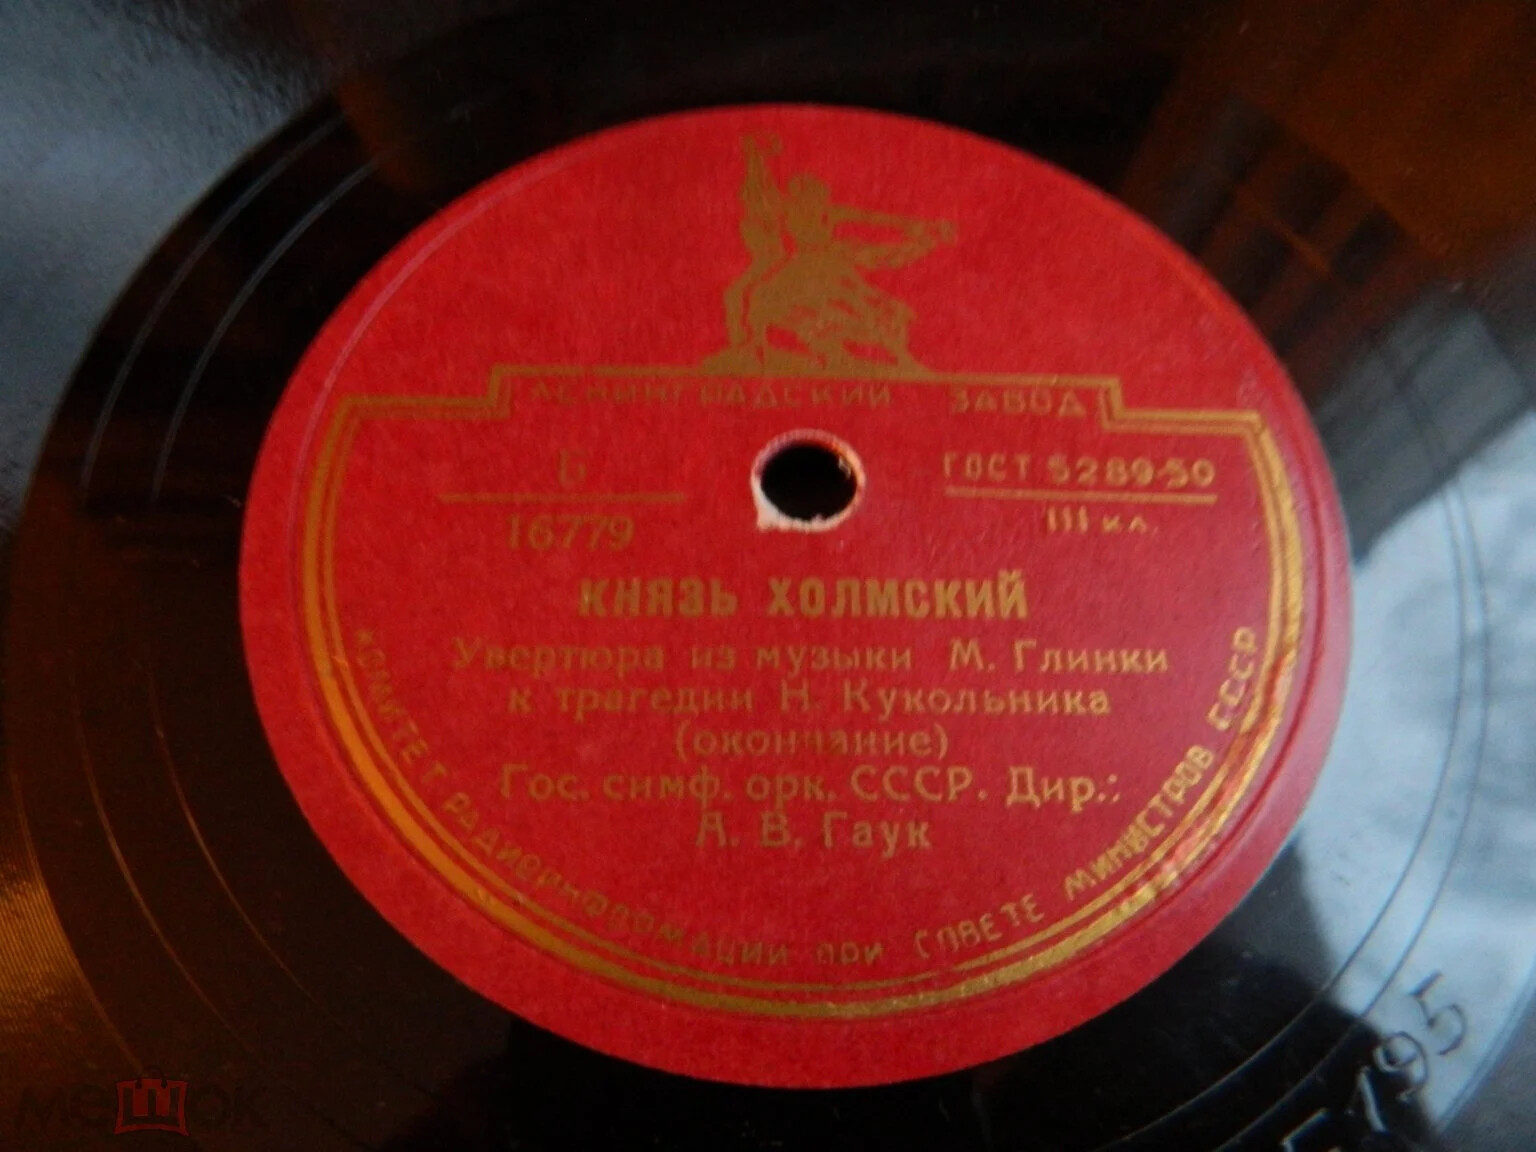 ЛЕНИНГРАДСКИЙ ЗАВОД
Б
16779
ГОСТ 5289-50
III кл.
КНЯЗЬ ХОЛМСКИЙ
Увертюра из музыки М. Глинки
к трагедии Н. Кукольника
(окончание)
Гос. симф. орк. СССР. Дир.:
А. В. Гаук
КОМИТЕТ РАДИОИНФОРМАЦИИ ПРИ СОВЕТЕ МИНИСТРОВ СССР
мешок